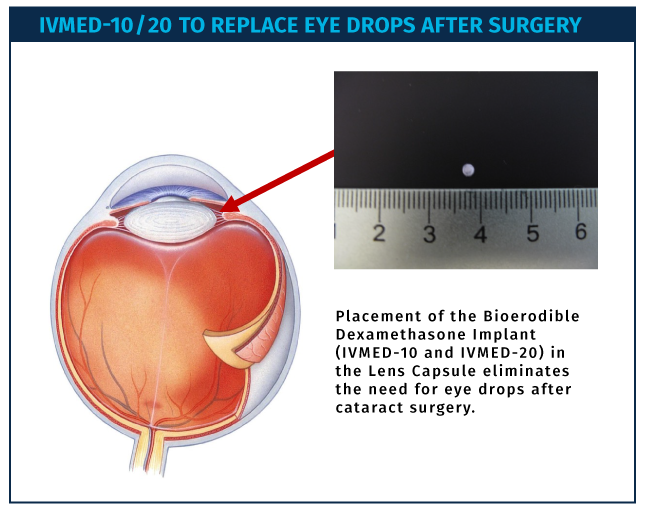 IVMED-10/20 TO REPLACE EYE DROPS AFTER SURGERY
2 3 4 5 6
Placement of the Bioerodible
Dexamethasone Implant
(IVMED-10 and IVMED-20) in
the Lens Capsule eliminates
the need for eye drops after
cataract surgery.